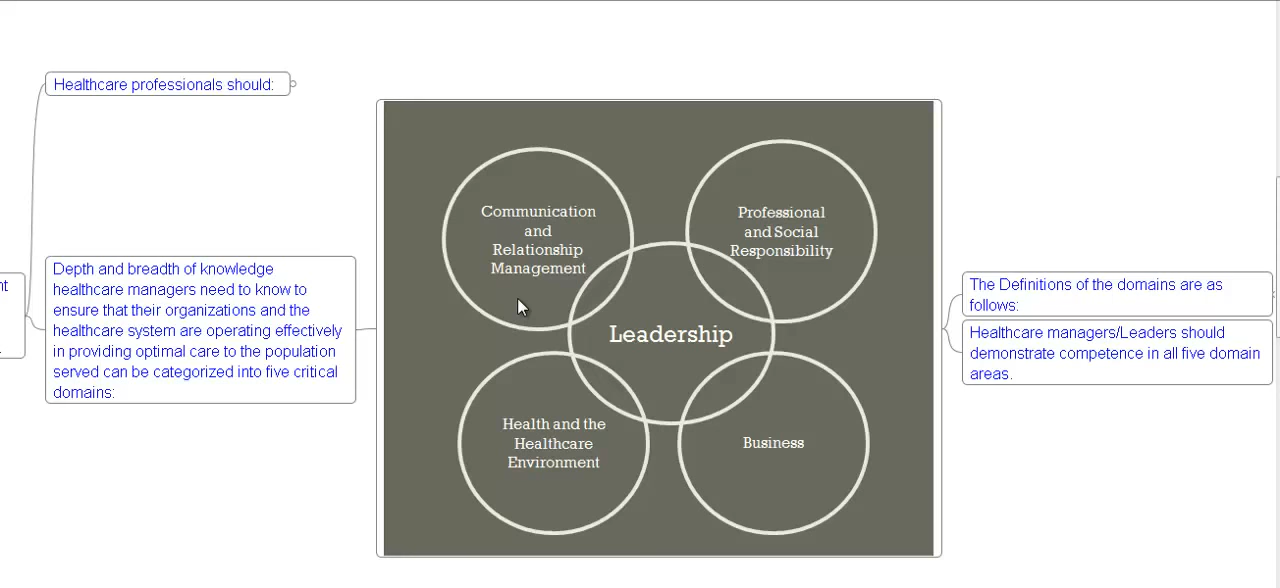 Healthcare professionals should:
nt
Depth and breadth of knowledge
healthcare managers need to know to
ensure that their organizations and the
healthcare system are operating effectively
in providing optimal care to the population
served can be categorized into five critical
domains:
Communication
and
Relationship
Management
Professional
and Social
Responsibility
Leadership
Health and the
Healthcare
Environment
Business
The Definitions of the domains are as
follows:
Healthcare managers/Leaders should
demonstrate competence in all five domain
areas.